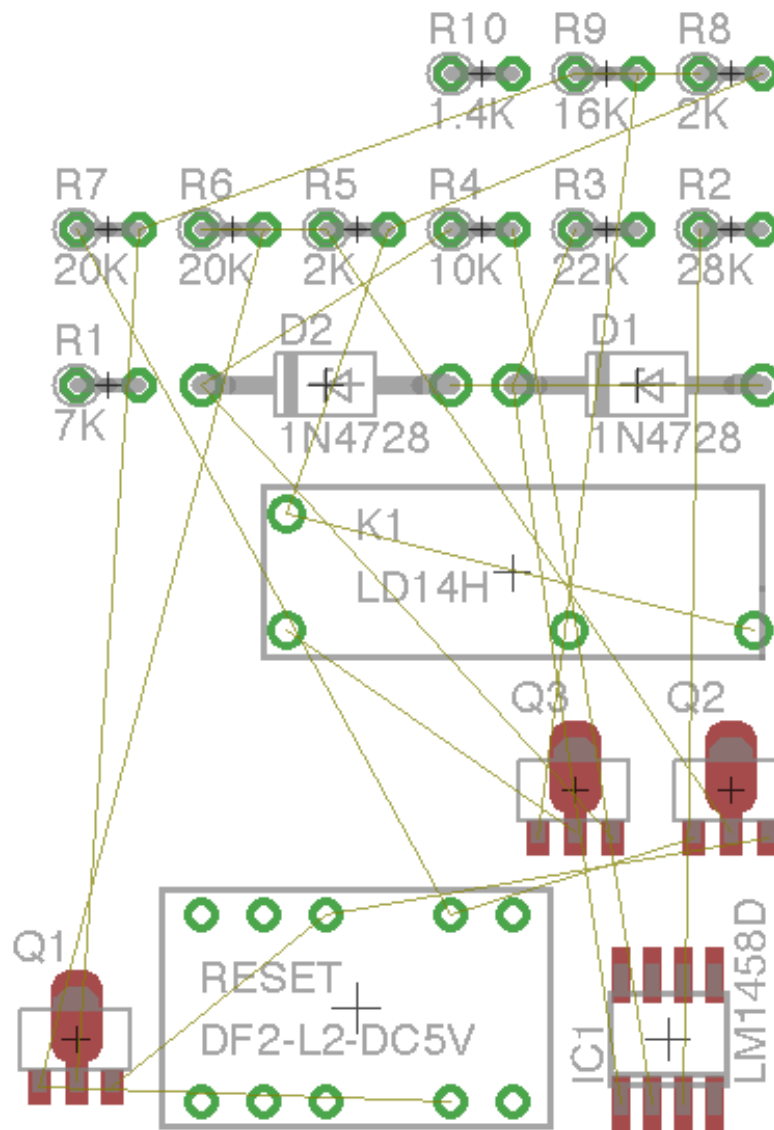 R10 R9 R8
1.4K 16K 2K
R7 R6 R5 R4 R3 R2
20K 20K 2K 10K 22K 28K
R1 D2 D1
7K 1N4728 1N4728
K1
LD14H
Q3 Q2
Q1
RESET
DF2-L2-DC5V
IC1
LM1458D